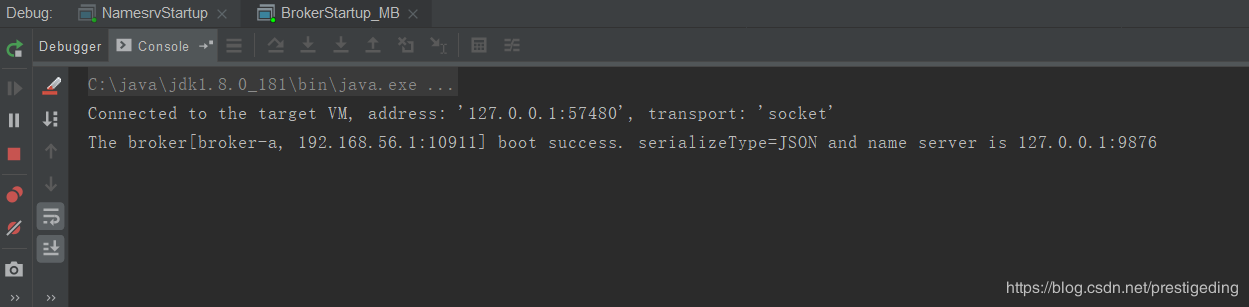 Debug: NamesrvStartup BrokerStartup_MB
Debugger Console
C:\java\jdk1.8.0_181\bin\java.exe ...
Connected to the target VM, address: '127.0.0.1:57480', transport: 'socket'
The broker[broker-a, 192.168.56.1:10911] boot success. serializeType=JSON and name server is 127.0.0.1:9876
https://blog.csdn.net/prestigeding